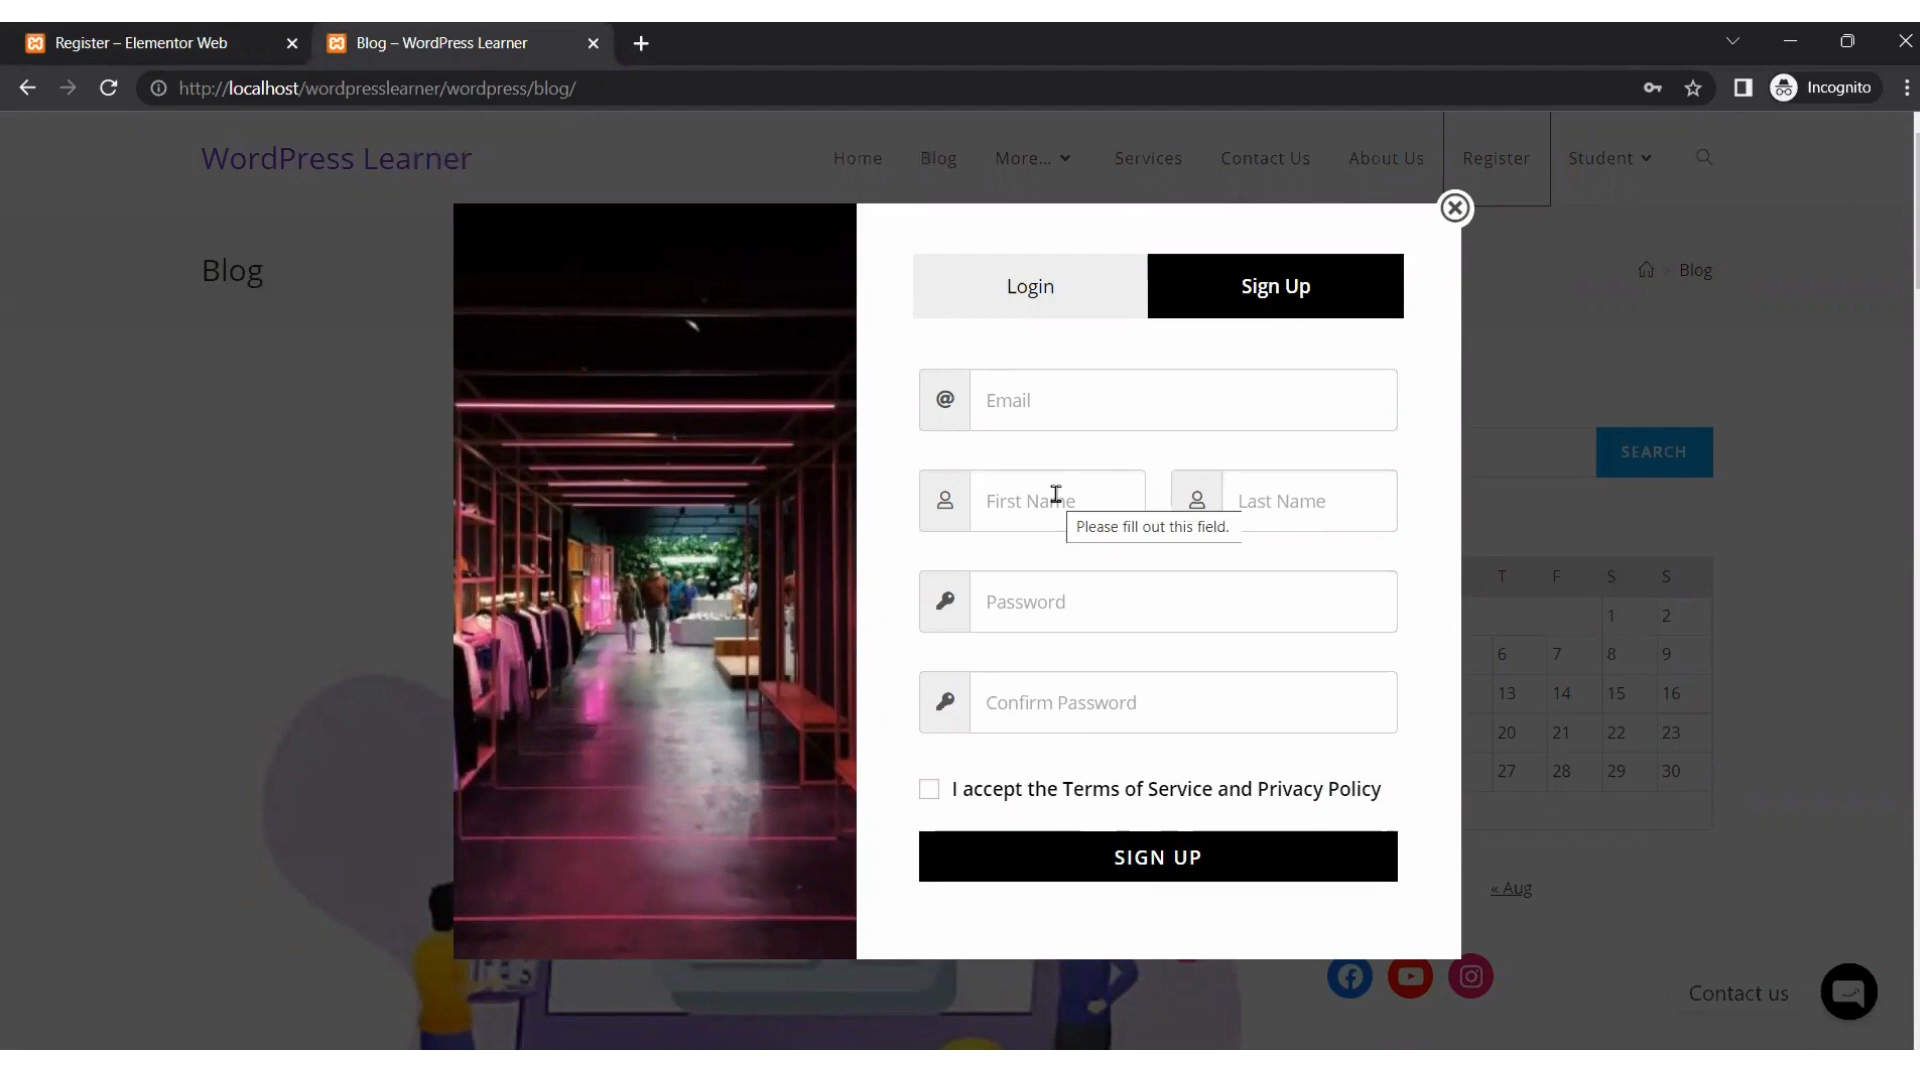 Register – Elementor Web
Blog – WordPress Learner
http://localhost/wordpresslearner/wordpress/blog/
Incognito
WordPress Learner
Home
Blog
More...
Services
Contact Us
About Us
Register
Student
Blog
Blog
Login
Sign Up
@
Email
SEARCH
First Name
Last Name
Please fill out this field.
T F S S
Password
1 2
6 7 8 9
Confirm Password
13 14 15 16
20 21 22 23
27 28 29 30
I accept the Terms of Service and Privacy Policy
SIGN UP
« Aug
Contact us